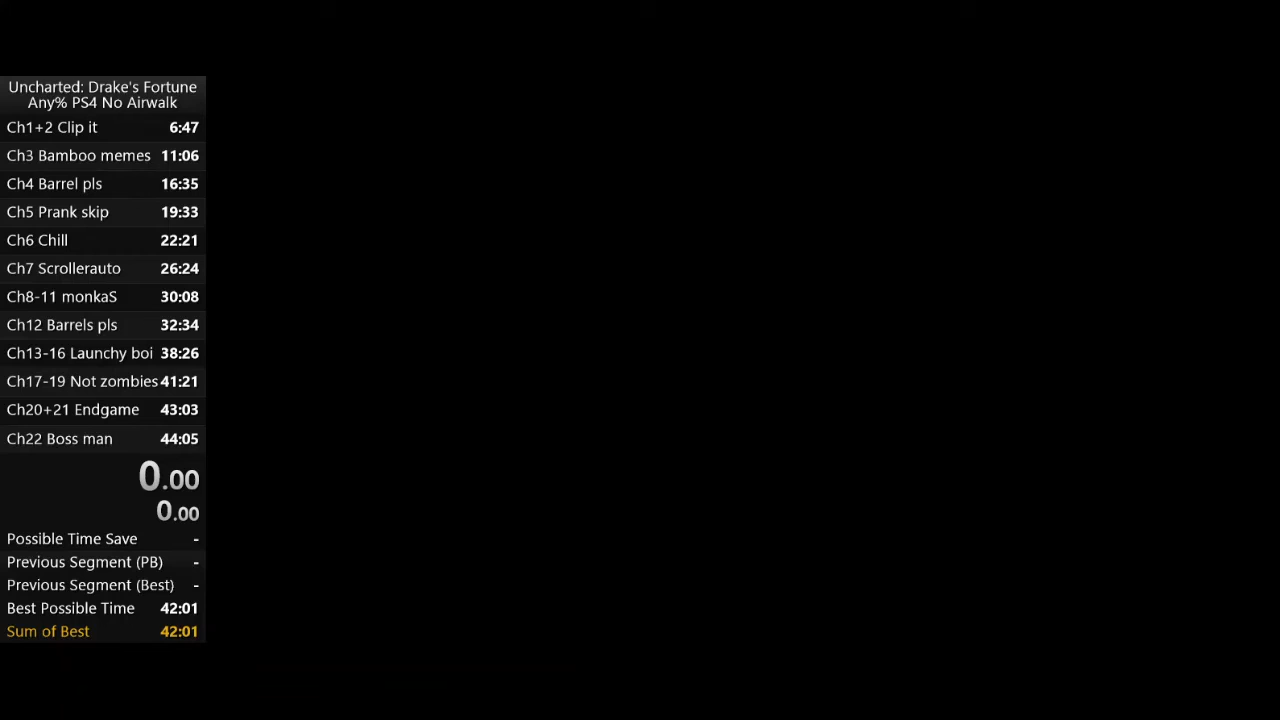 Uncharted: Drake's Fortune
Any% PS4 No Airwalk
Ch1+2 Clip it 6:47
Ch3 Bamboo memes 11:06
Ch4 Barrel pls 16:35
Ch5 Prank skip 19:33
Ch6 Chill 22:21
Ch7 Scrollerauto 26:24
Ch8-11 monkaS 30:08
Ch12 Barrels pls 32:34
Ch13-16 Launchy boi 38:26
Ch17-19 Not zombies 41:21
Ch20+21 Endgame 43:03
Ch22 Boss man 44:05
0.00
0.00
Possible Time Save -
Previous Segment (PB) -
Previous Segment (Best) -
Best Possible Time 42:01
Sum of Best 42:01